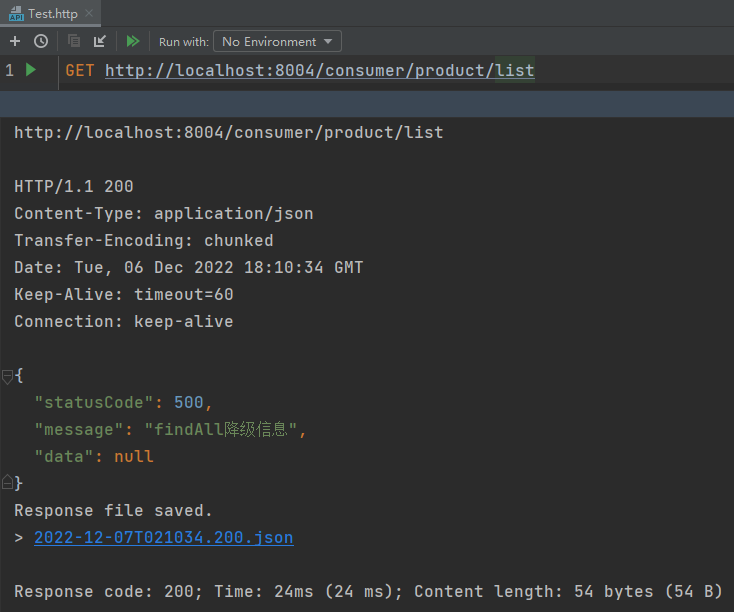 Test.http
Run with: No Environment
1 GET http://localhost:8004/consumer/product/list
http://localhost:8004/consumer/product/list
HTTP/1.1 200
Content-Type: application/json
Transfer-Encoding: chunked
Date: Tue, 06 Dec 2022 18:10:34 GMT
Keep-Alive: timeout=60
Connection: keep-alive
{
"statusCode": 500,
"message": "findAll降级信息",
"data": null
}
Response file saved.
> 2022-12-07T021034.200.json
Response code: 200; Time: 24ms (24 ms); Content length: 54 bytes (54 B)